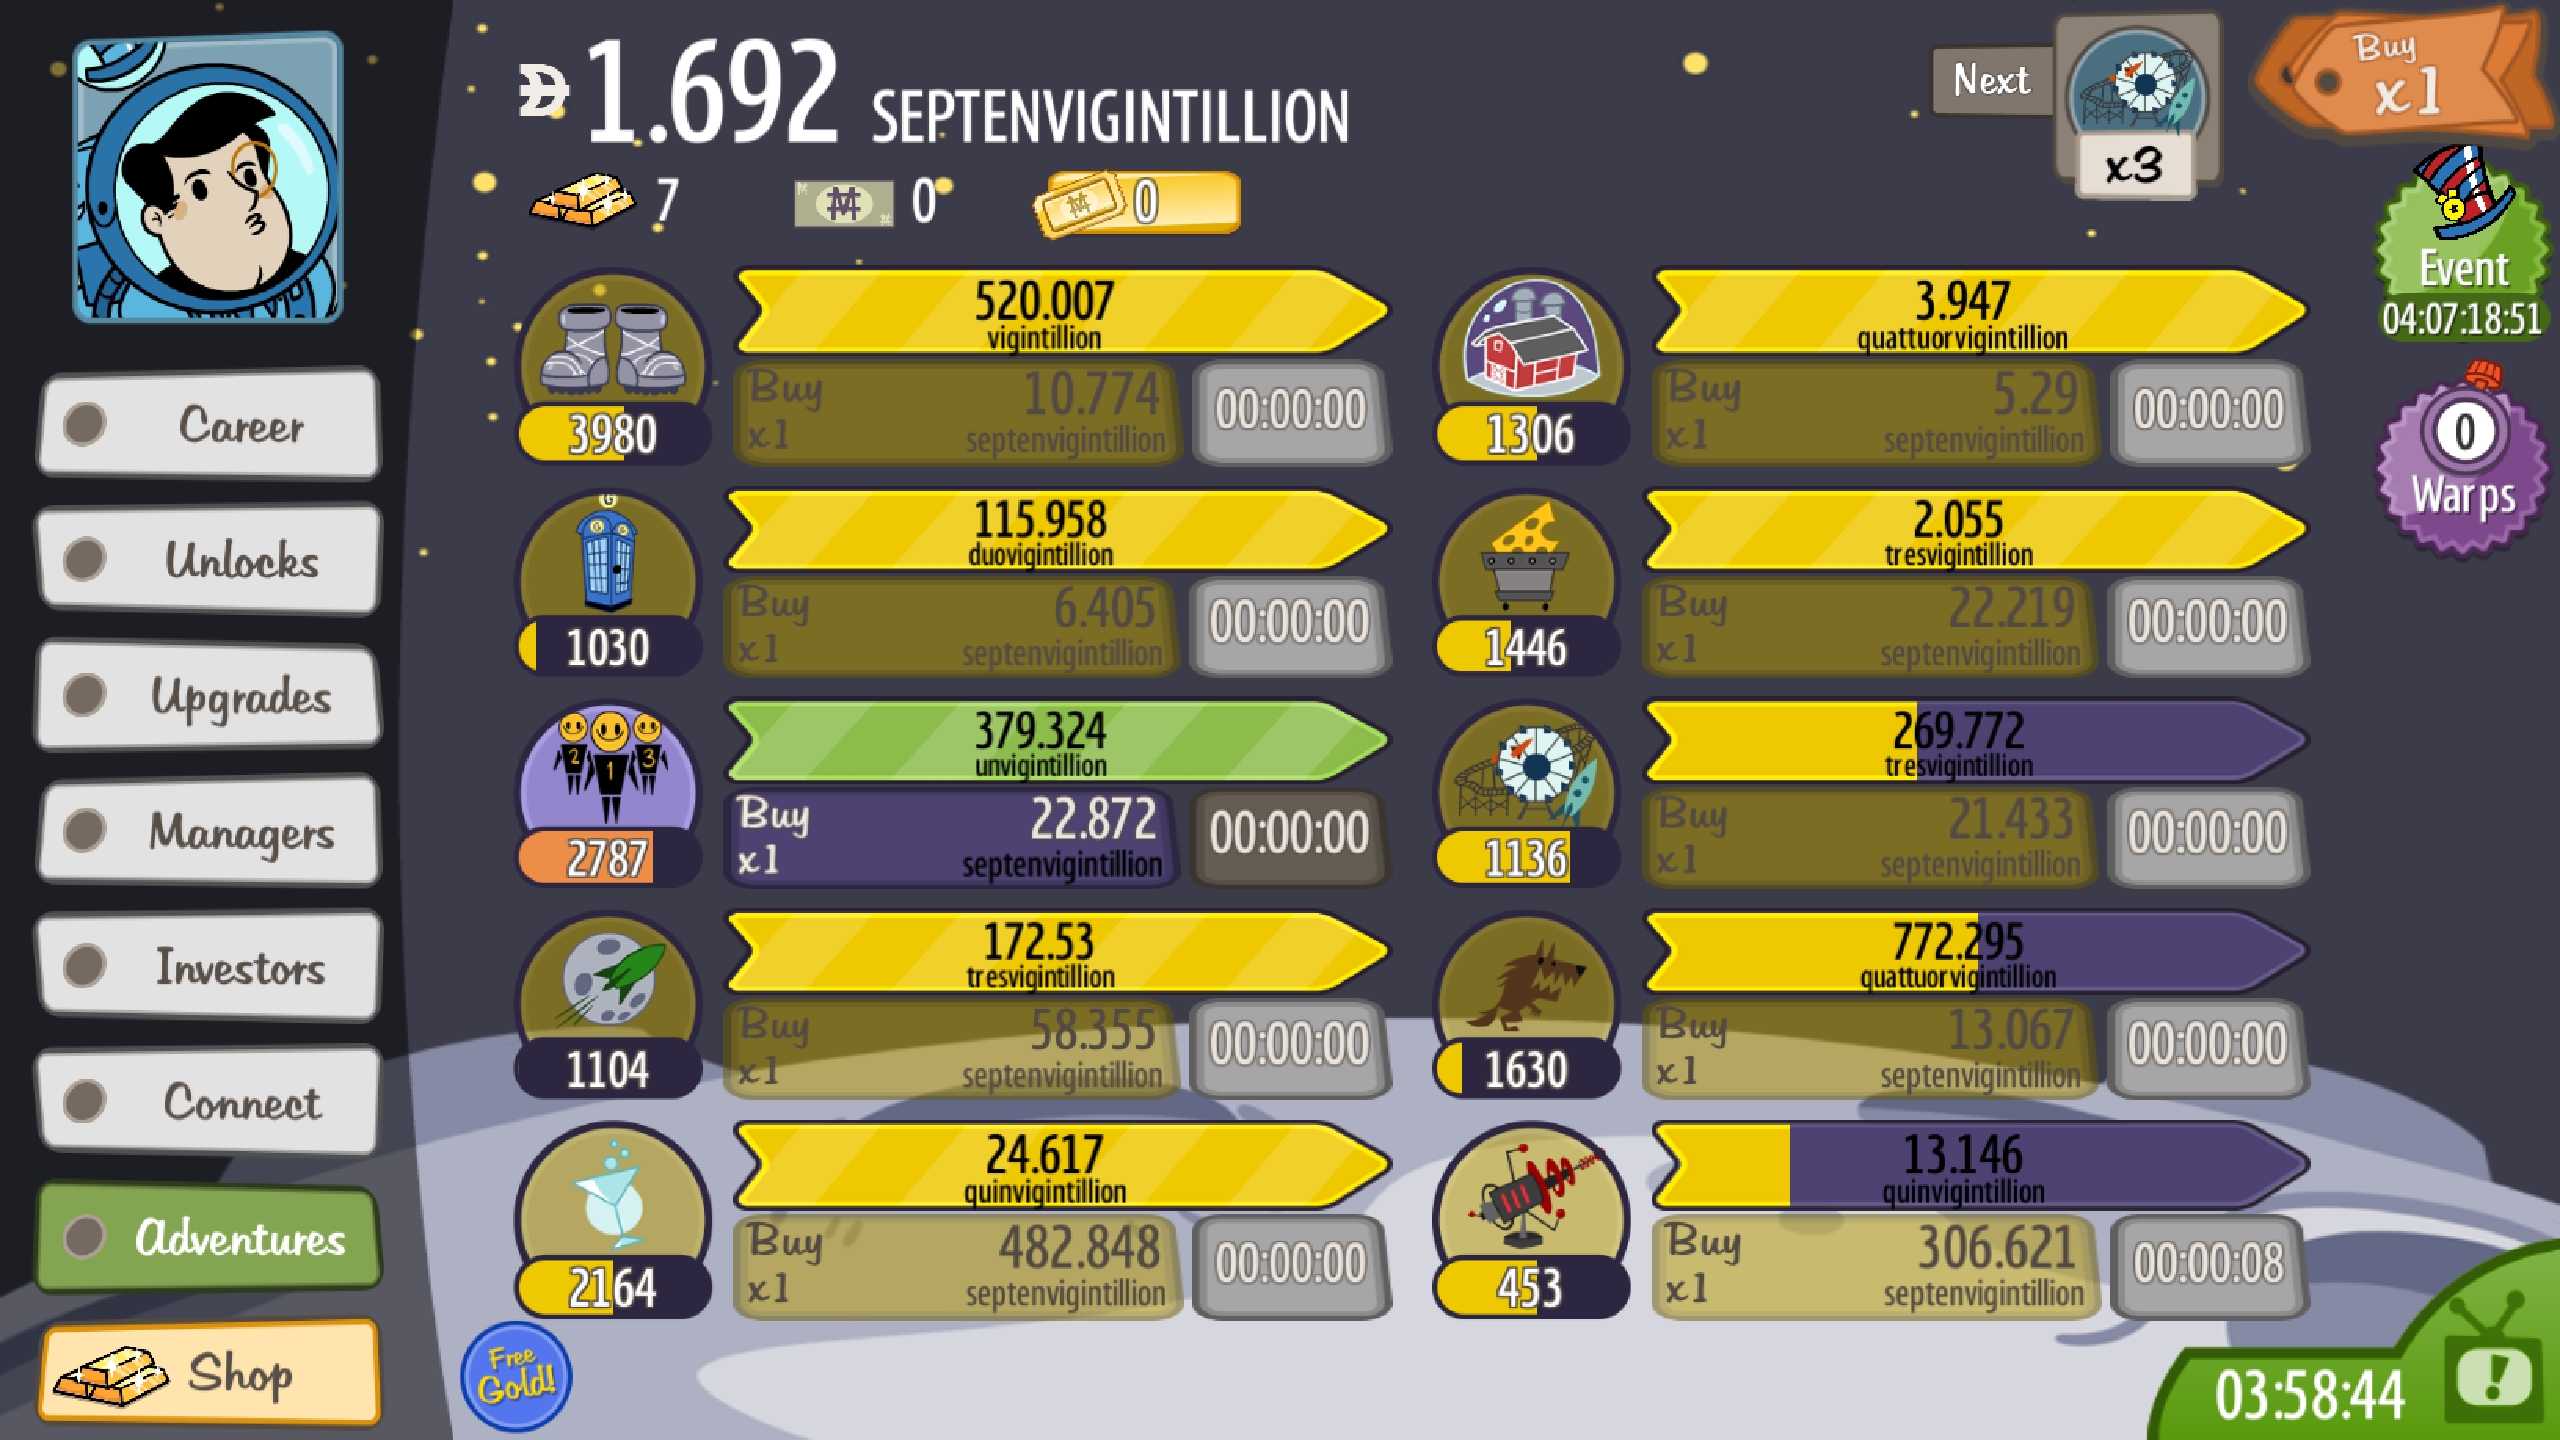 1.692 SEPTENVIGINTILLION
7
0
0
Next
x3
Buy
x1
Event
04:07:18:51
0
Warps
Career
Unlocks
Upgrades
Managers
Investors
Connect
Adventures
Shop
520.007
vigintillion
3980
Buy
x1
10.774
septenvigintillion
00:00:00
3.947
quattuorvigintillion
1306
Buy
x1
5.29
septenvigintillion
00:00:00
G
115.958
duovigintillion
1030
Buy
x1
6.405
septenvigintillion
00:00:00
2.055
tresvigintillion
1446
Buy
x1
22.219
septenvigintillion
00:00:00
2 1 3
379.324
unvigintillion
2787
Buy
x1
22.872
septenvigintillion
00:00:00
269.772
tresvigintillion
1136
Buy
x1
21.433
septenvigintillion
00:00:00
172.53
tresvigintillion
1104
Buy
x1
58.355
septenvigintillion
00:00:00
772.295
quattuorvigintillion
1630
Buy
x1
13.067
septenvigintillion
00:00:00
24.617
quinvigintillion
2164
Buy
x1
482.848
septenvigintillion
00:00:00
13.146
quinvigintillion
453
Buy
x1
306.621
septenvigintillion
00:00:08
Free
Gold!
03:58:44
!